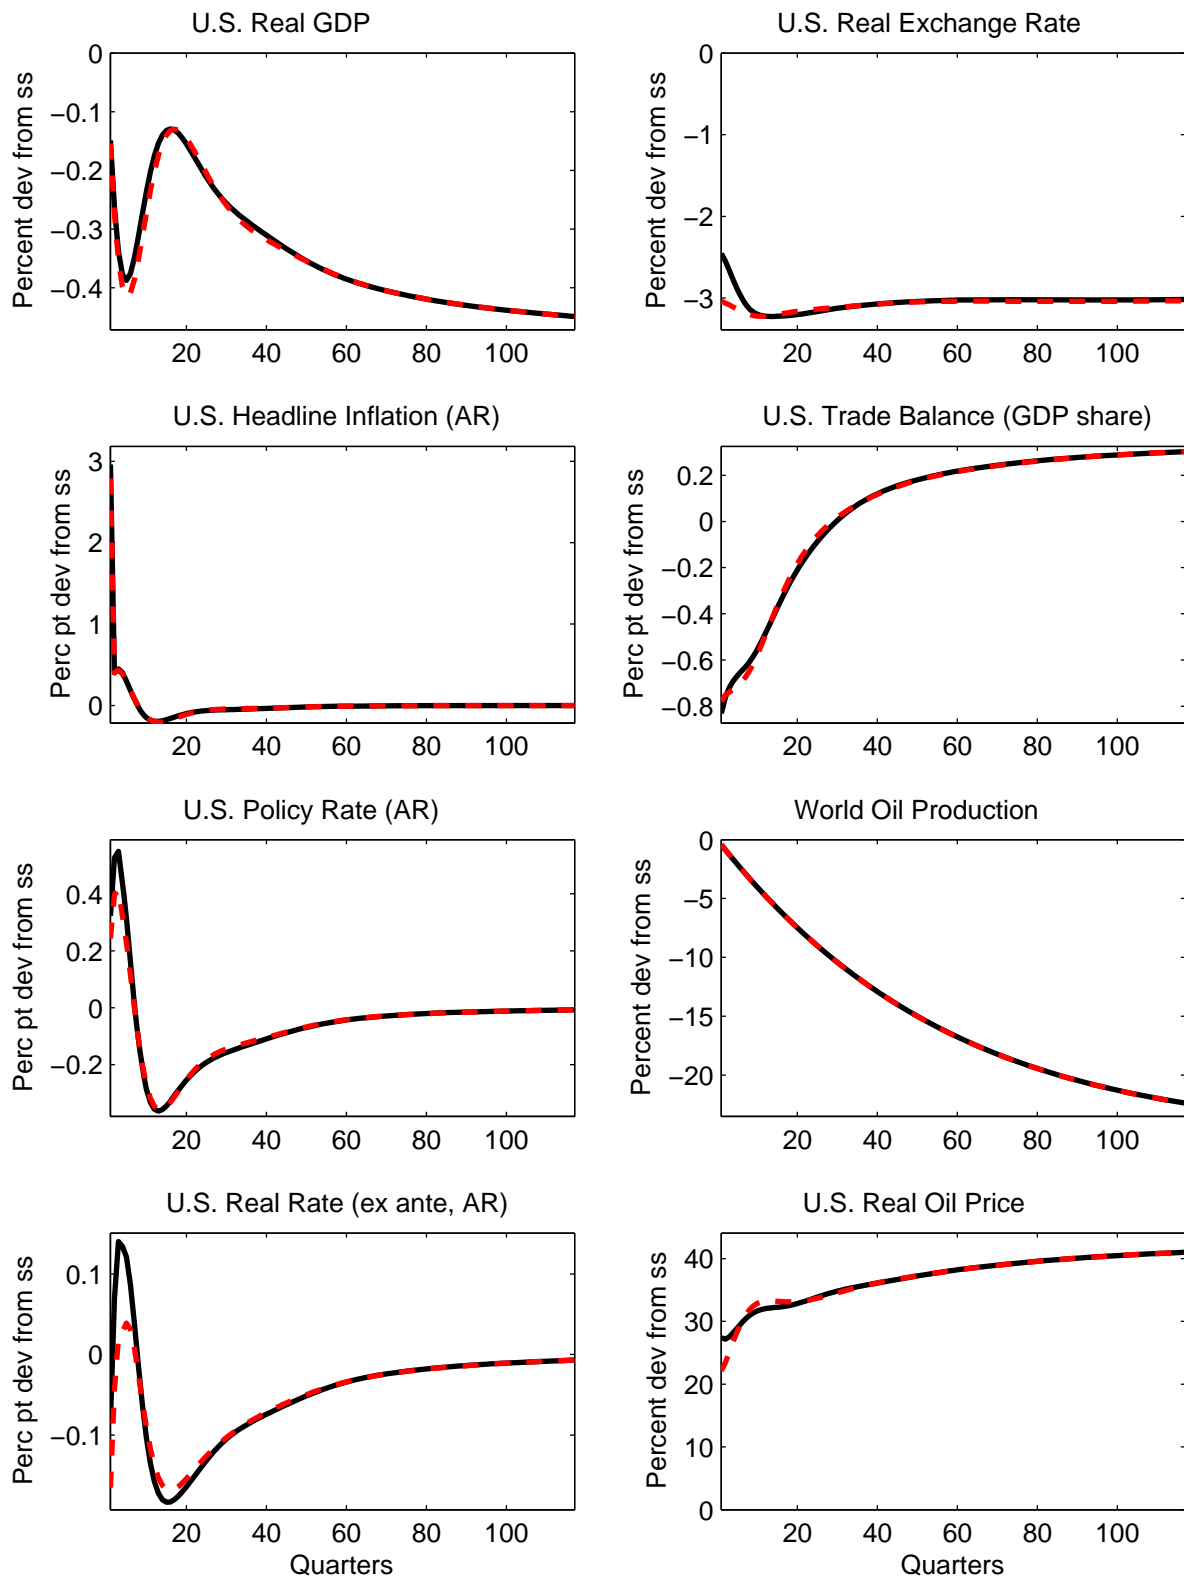 U.S. Real GDP
Percent dev from ss
0
−0.1
−0.2
−0.3
−0.4
20 40 60 80 100
U.S. Real Exchange Rate
Percent dev from ss
0
−1
−2
−3
20 40 60 80 100
U.S. Headline Inflation (AR)
Perc pt dev from ss
3
2
1
0
20 40 60 80 100
U.S. Trade Balance (GDP share)
Perc pt dev from ss
0.2
0
−0.2
−0.4
−0.6
−0.8
20 40 60 80 100
U.S. Policy Rate (AR)
Perc pt dev from ss
0.4
0.2
0
−0.2
20 40 60 80 100
World Oil Production
Percent dev from ss
0
−5
−10
−15
−20
20 40 60 80 100
U.S. Real Rate (ex ante, AR)
Perc pt dev from ss
0.1
0
−0.1
20 40 60 80 100
Quarters
U.S. Real Oil Price
Percent dev from ss
40
30
20
10
0
20 40 60 80 100
Quarters